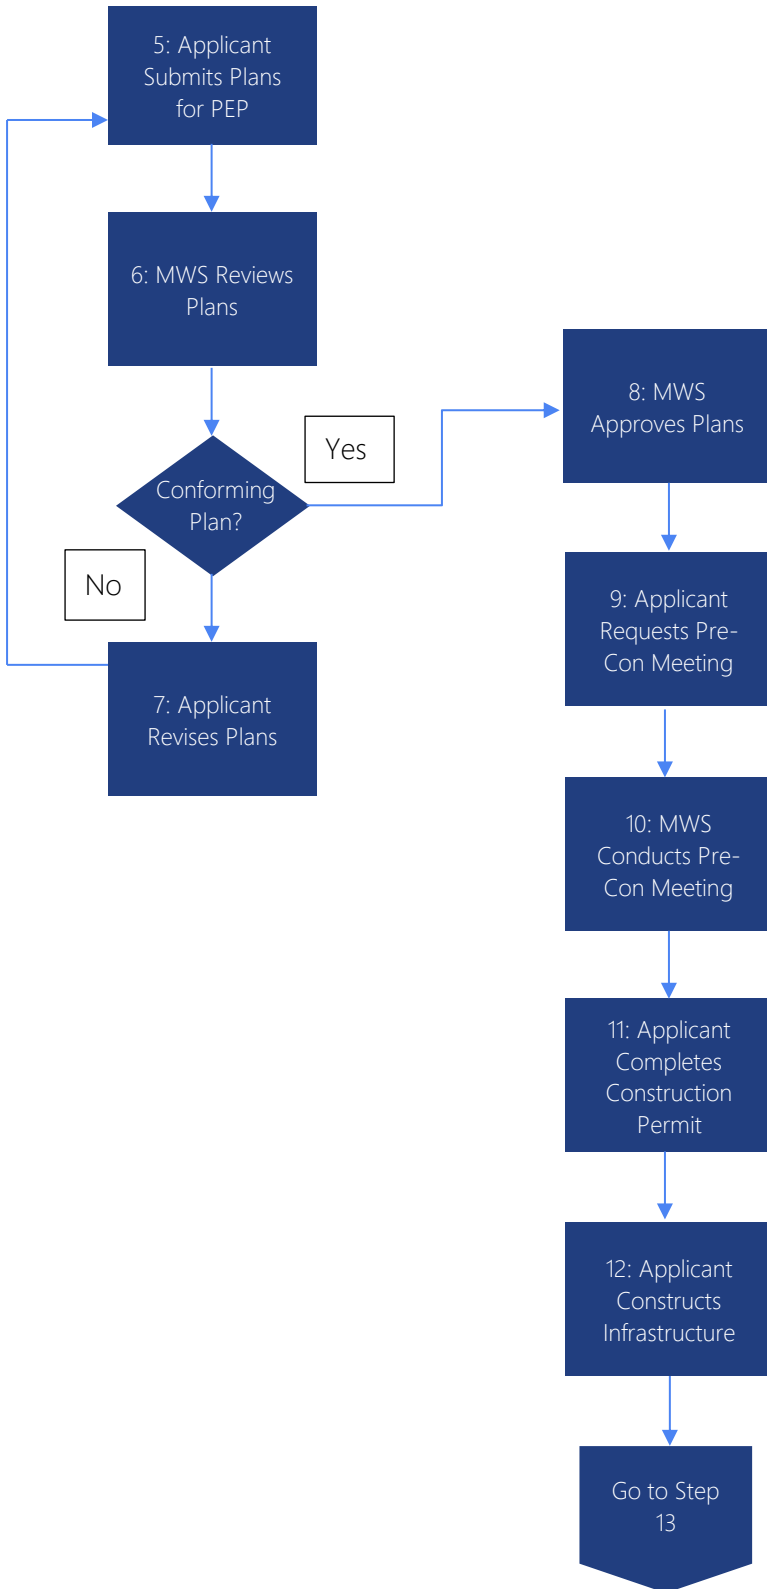 5: Applicant
Submits Plans
for PEP
6: MWS Reviews
Plans
Conforming
Plan?
Yes
No
7: Applicant
Revises Plans
8: MWS
Approves Plans
9: Applicant
Requests Pre-
Con Meeting
10: MWS
Conducts Pre-
Con Meeting
11: Applicant
Completes
Construction
Permit
12: Applicant
Constructs
Infrastructure
Go to Step
13